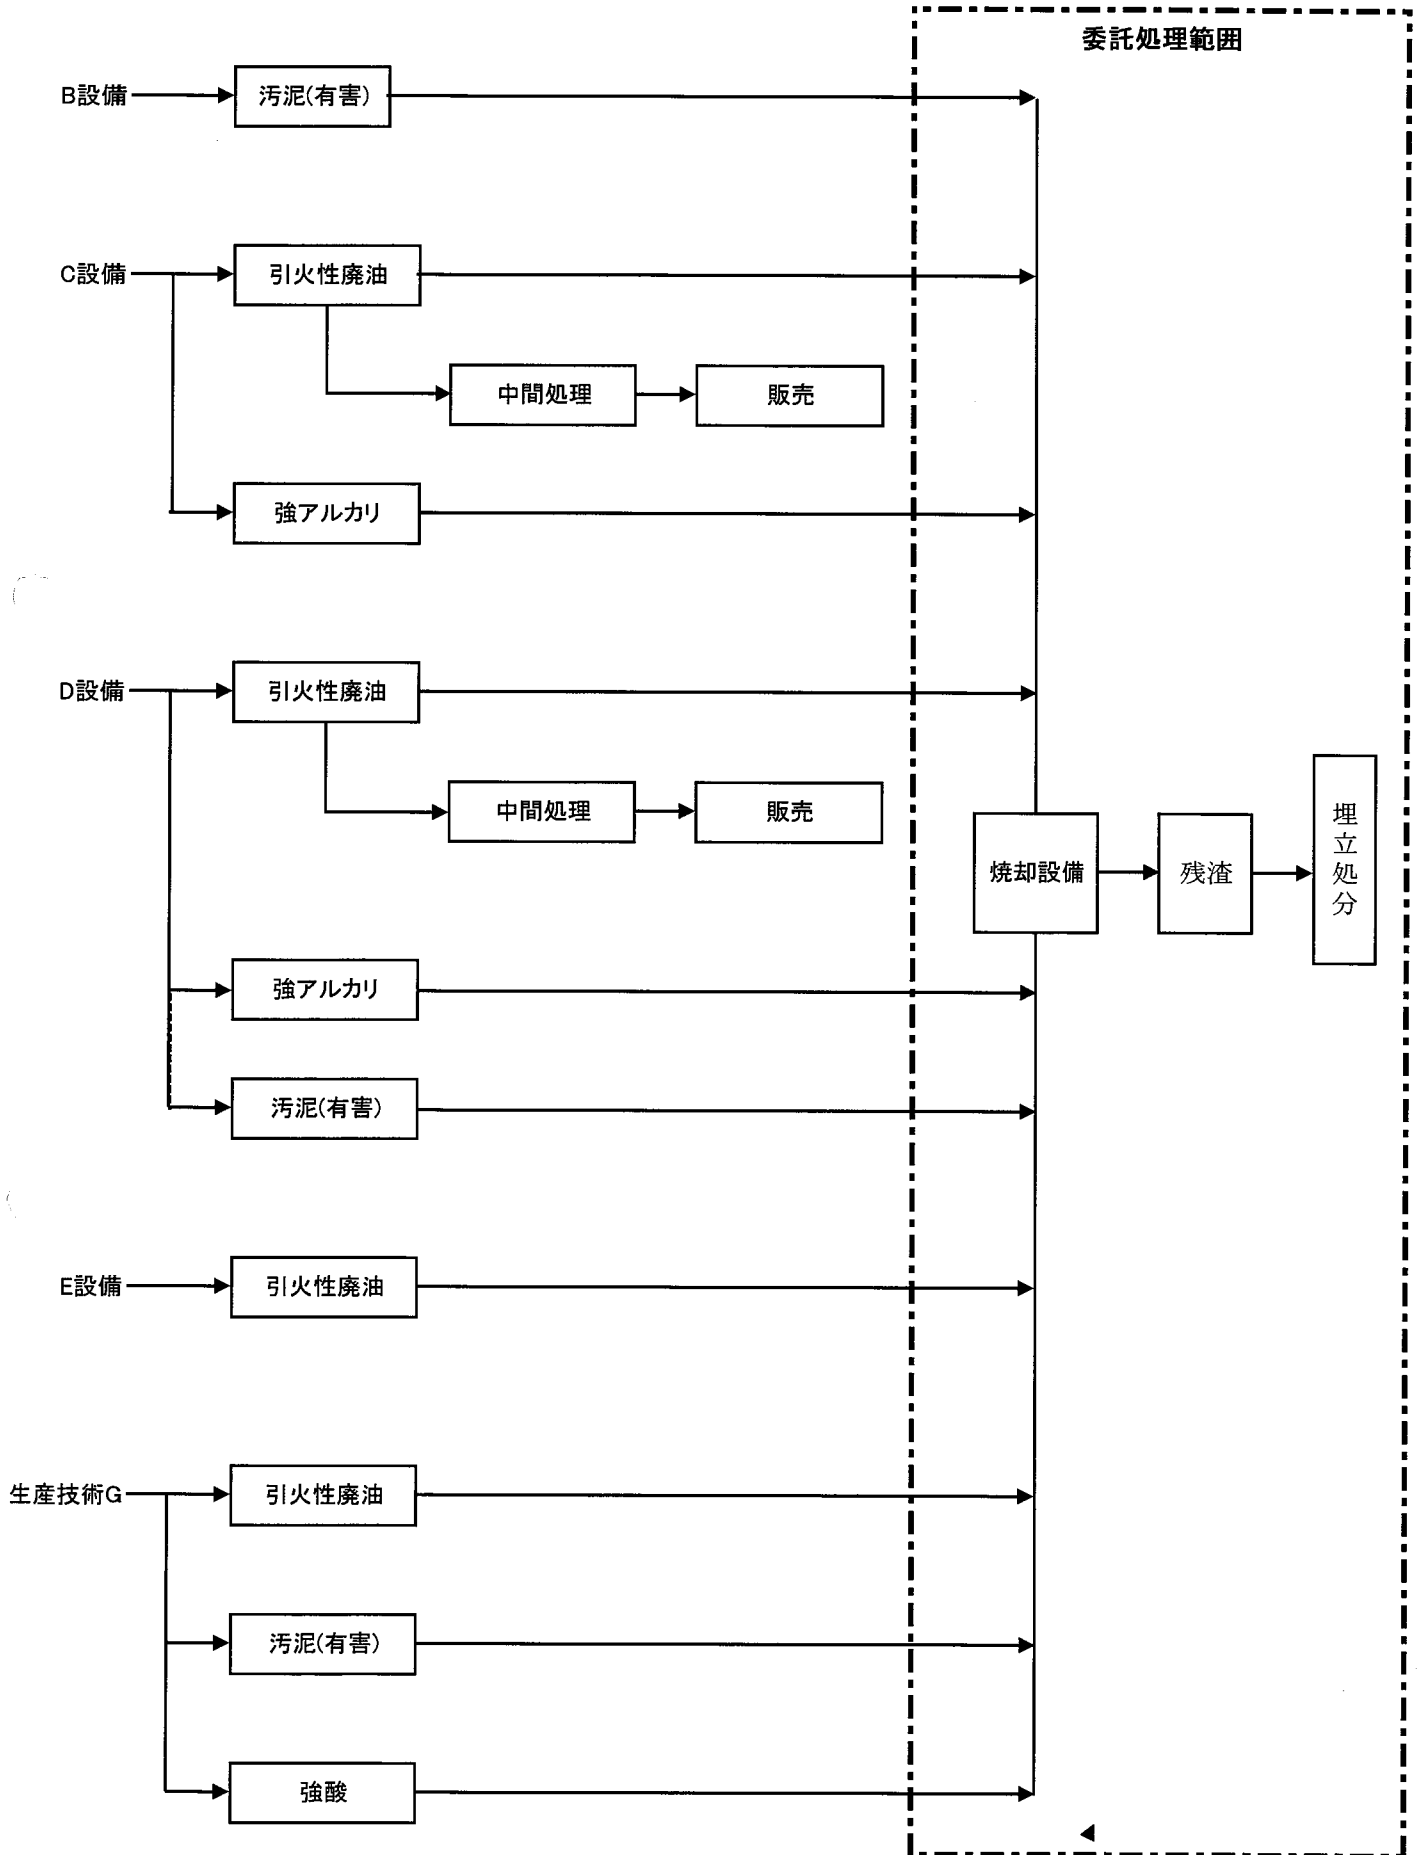 委託処理範囲
B設備
汚泥(有害)
C設備
引火性廃油
中間処理
販売
強アルカリ
D設備
引火性廃油
中間処理
販売
焼却設備
残渣
埋立処分
強アルカリ
汚泥(有害)
E設備
引火性廃油
生産技術G
引火性廃油
汚泥(有害)
強酸